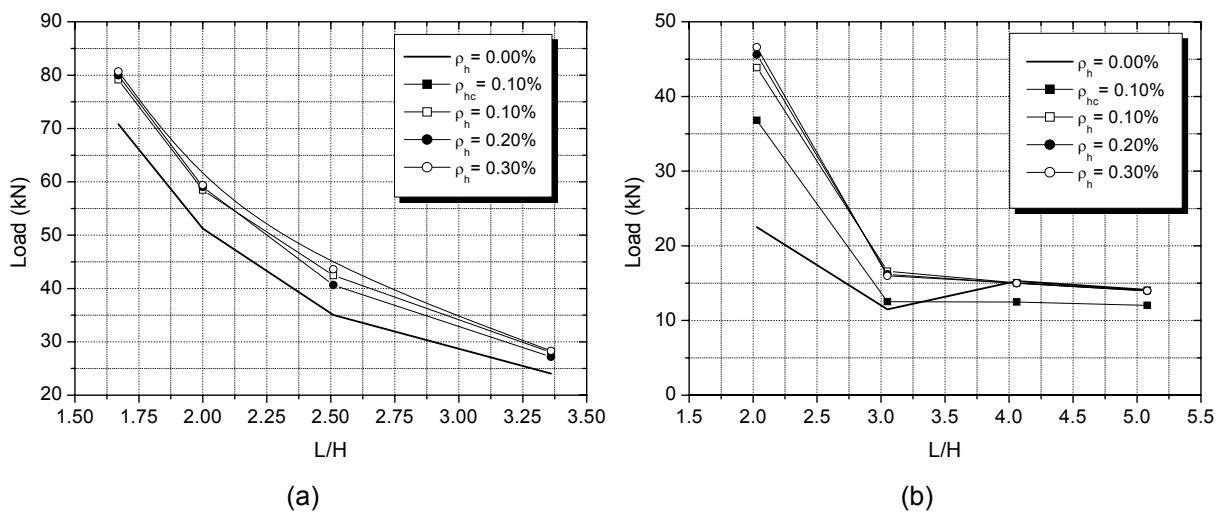 90
80
70
60
50
40
30
20
Load (kN)
ρh = 0.00%
ρhc = 0.10%
ρh = 0.10%
ρh = 0.20%
ρh = 0.30%
1.50 1.75 2.00 2.25 2.50 2.75 3.00 3.25 3.50
L/H
(a)
50
40
30
20
10
0
Load (kN)
ρh = 0.00%
ρhc = 0.10%
ρh = 0.10%
ρh = 0.20%
ρh = 0.30%
1.5 2.0 2.5 3.0 3.5 4.0 4.5 5.0 5.5
L/H
(b)